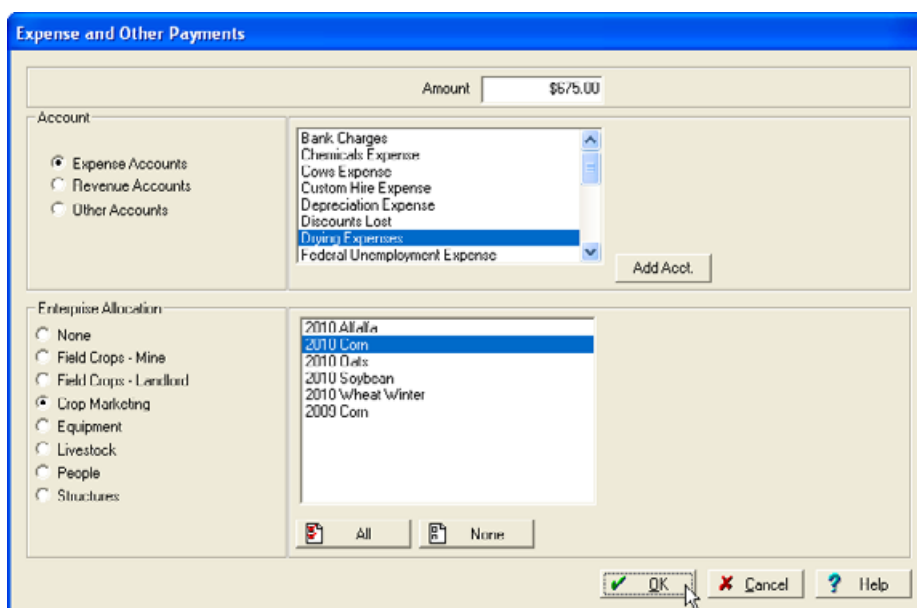 Expense and Other Payments
Amount $675.00
Account
Expense Accounts
Revenue Accounts
Other Accounts
Bank Charges
Chemicals Expense
Cows Expense
Custom Hire Expense
Depreciation Expense
Discounts Lost
Drying Expenses
Federal Unemployment Expense
Add Acct.
Enterprise Allocation
None
Field Crops - Mine
Field Crops - Landlord
Crop Marketing
Equipment
Livestock
People
Structures
2010 Alfalfa
2010 Corn
2010 Oats
2010 Soybean
2010 Wheat Winter
2009 Corn
All None
OK Cancel Help